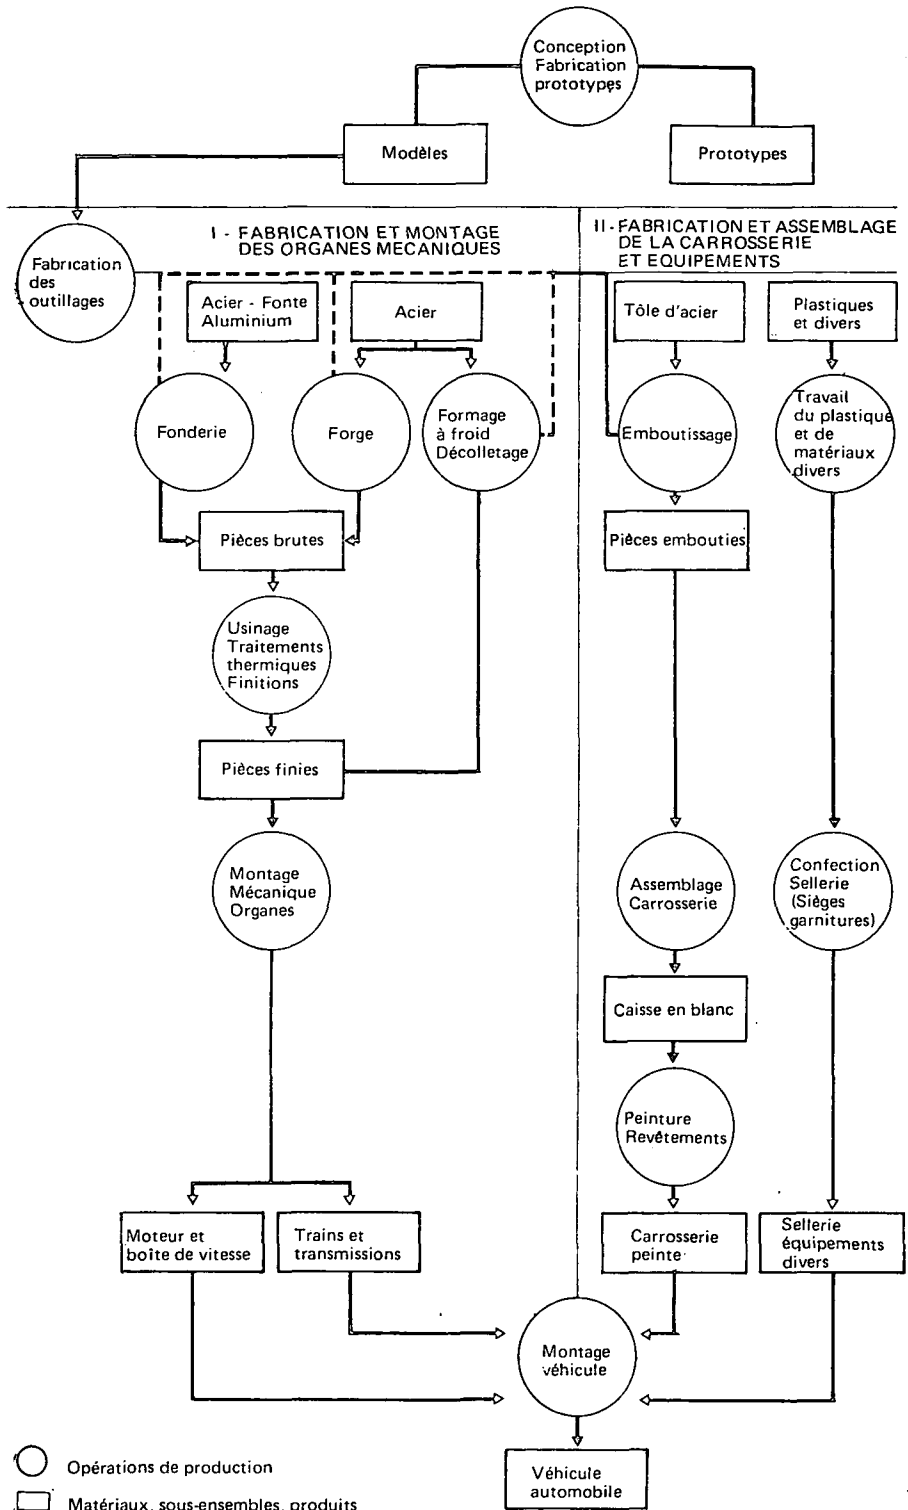 Conception
Fabrication
prototypes
Modèles
Prototypes
I - FABRICATION ET MONTAGE
DES ORGANES MECANIQUES
II - FABRICATION ET ASSEMBLAGE
DE LA CARROSSERIE
ET EQUIPEMENTS
Fabrication
des
outillages
Acier - Fonte
Aluminium
Acier
Tôle d'acier
Plastiques
et divers
Fonderie
Forge
Formage
à froid
Décolletage
Emboutissage
Travail
du plastique
et de
matériaux
divers
Pièces brutes
Pièces embouties
Usinage
Traitements
thermiques
Finitions
Pièces finies
Montage
Mécanique
Organes
Assemblage
Carrosserie
Confection
Sellerie
(Sièges
garnitures)
Caisse en blanc
Peinture
Revêtements
Moteur et
boîte de vitesse
Trains et
transmissions
Carrosserie
peinte
Sellerie
équipements
divers
Montage
véhicule
Véhicule
automobile
Opérations de production
Matériaux, sous-ensembles, produits